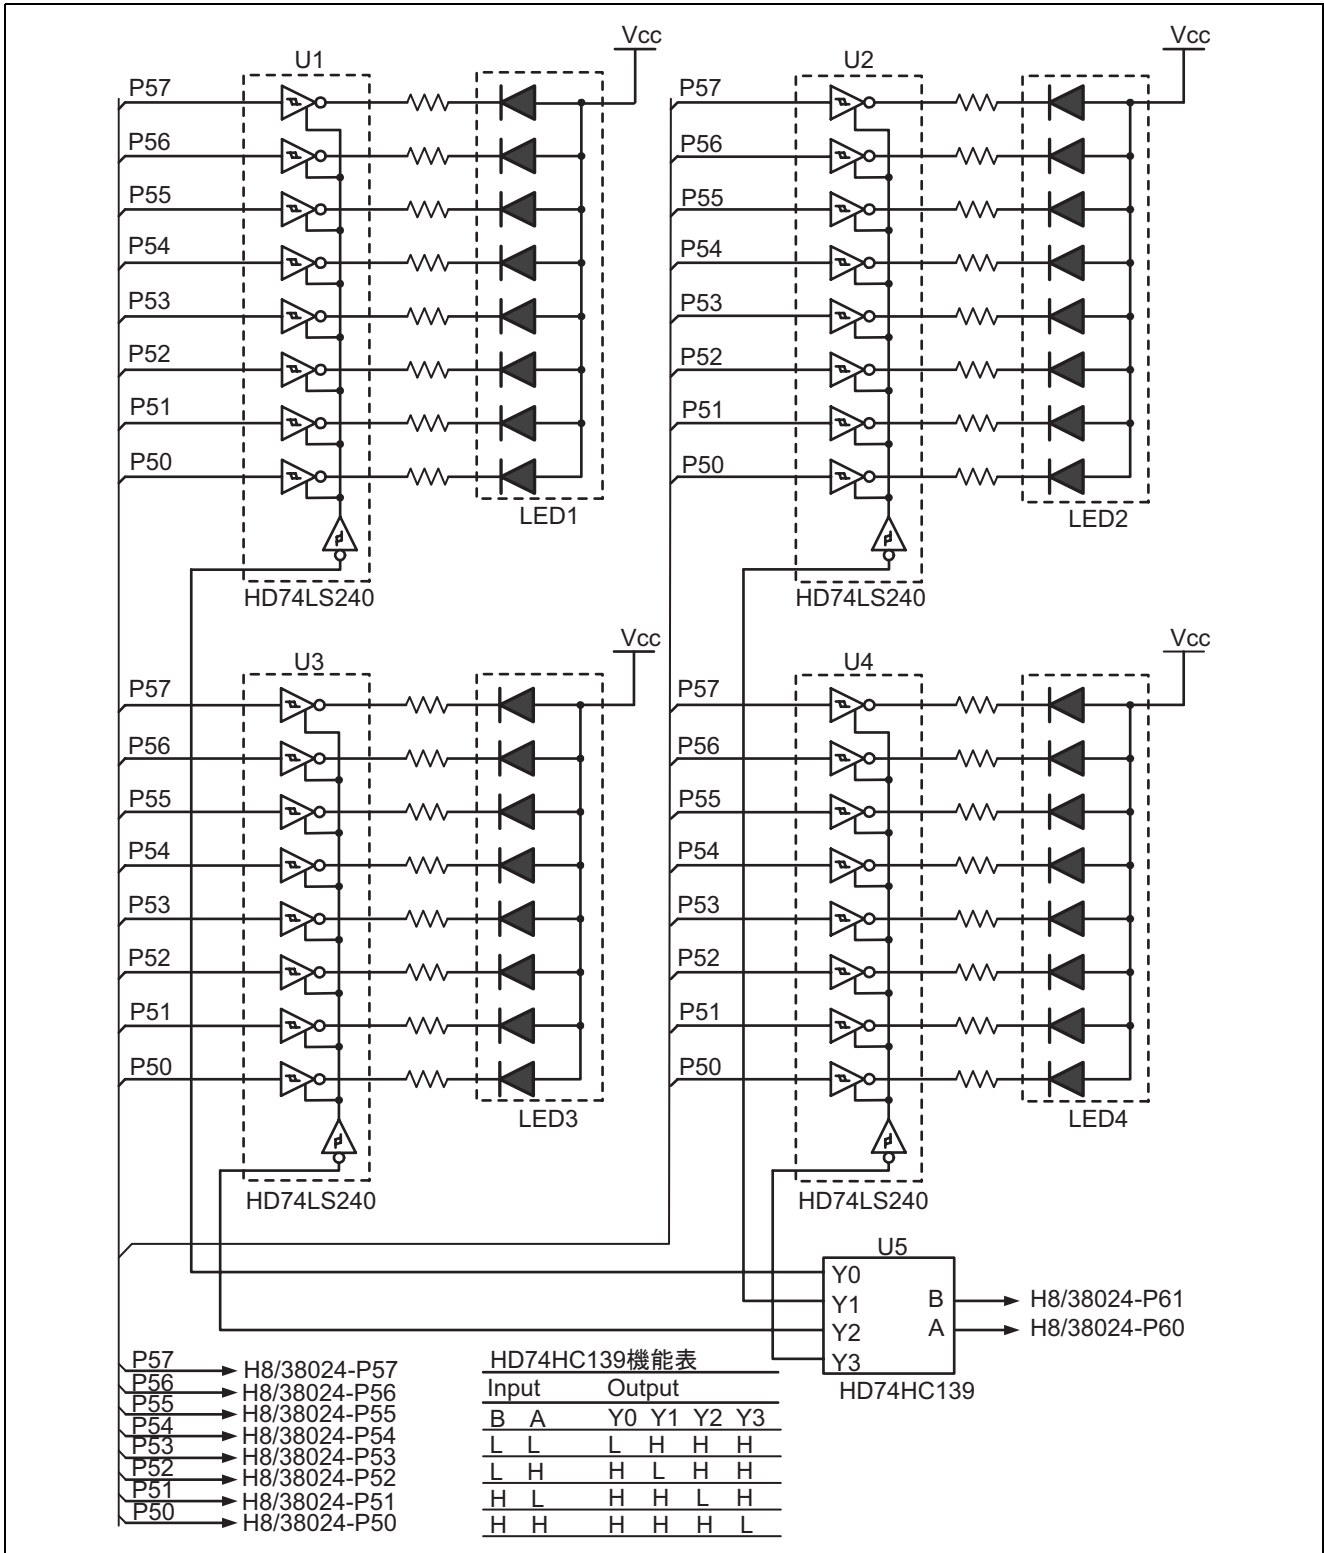 Vcc
Vcc
U1
U2
P57
P56
P55
P54
P53
P52
P51
P50
LED1
HD74LS240
P57
P56
P55
P54
P53
P52
P51
P50
LED2
HD74LS240
Vcc
Vcc
U3
U4
P57
P56
P55
P54
P53
P52
P51
P50
LED3
HD74LS240
P57
P56
P55
P54
P53
P52
P51
P50
LED4
HD74LS240
U5
Y0
Y1 B H8/38024-P61
Y2 A H8/38024-P60
Y3
HD74HC139
P57 H8/38024-P57
P56 H8/38024-P56
P55 H8/38024-P55
P54 H8/38024-P54
P53 H8/38024-P53
P52 H8/38024-P52
P51 H8/38024-P51
P50 H8/38024-P50
HD74HC139機能表
Input Output
B A Y0 Y1 Y2 Y3
L L L H H H
L H H L H H
H L H H L H
H H H H H L